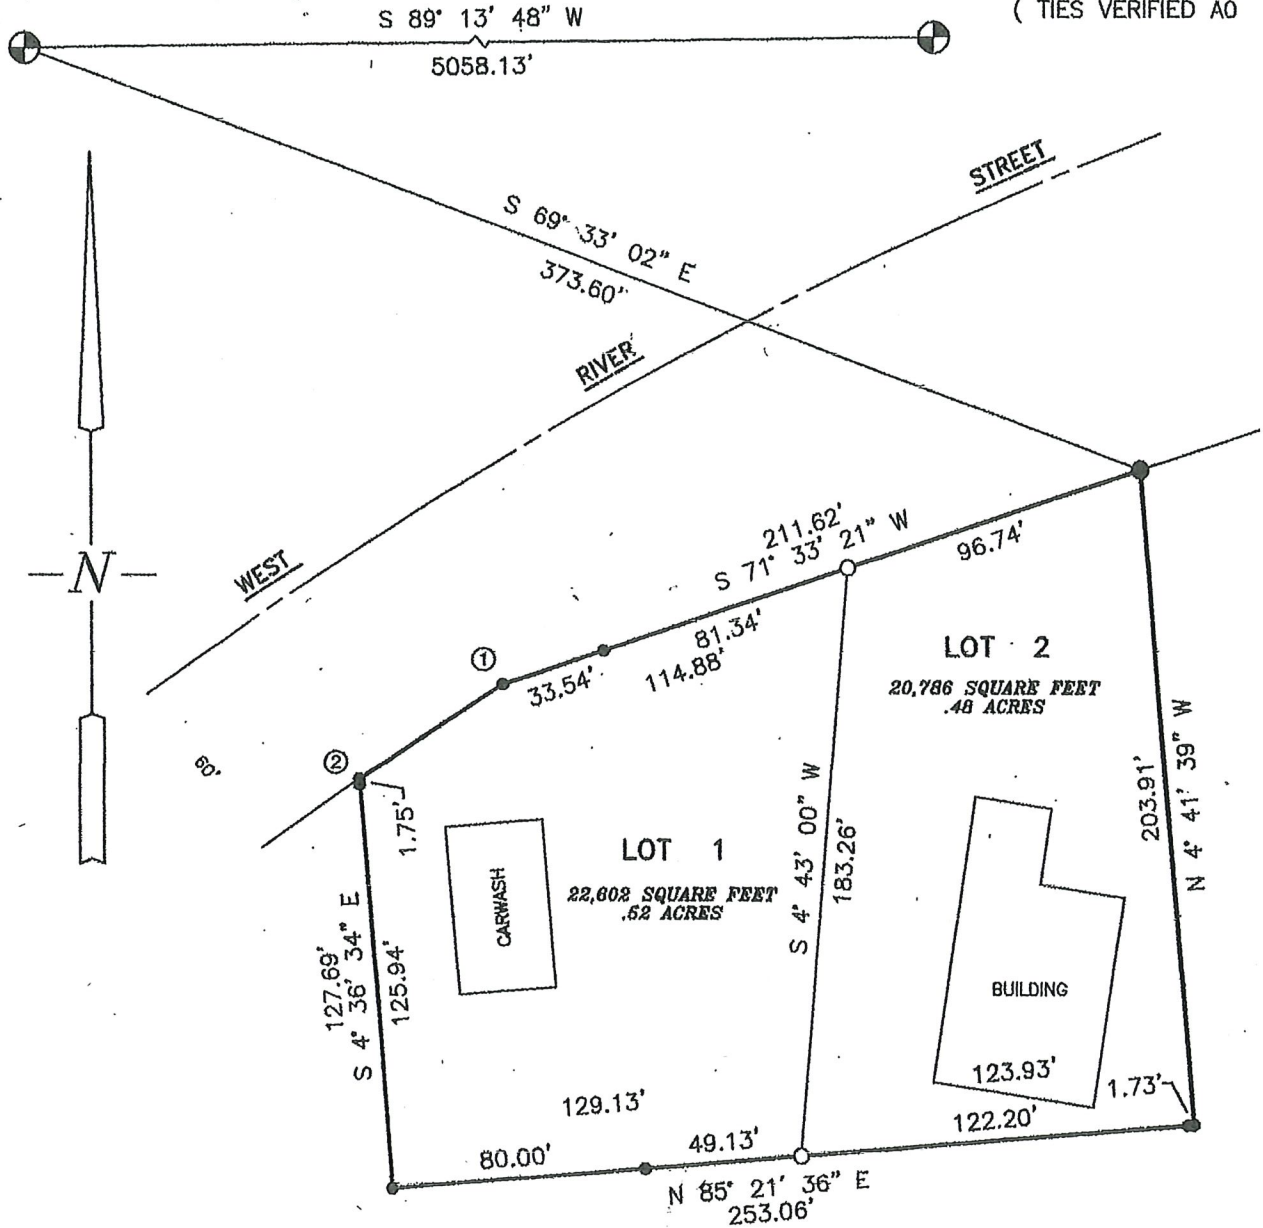 ( TIES VERIFIED AO
S 89° 13' 48" W
5058.13'
STREET
S 69° 33' 02" E
373.60'
RIVER
WEST
N
211.62'
S 71° 33' 21" W
96.74'
81.34'
114.88'
33.54'
1
2
60'
1.75'
LOT 2
20,786 SQUARE FEET
.48 ACRES
LOT 1
22,602 SQUARE FEET
.52 ACRES
CARWASH
BUILDING
S 4° 43' 00" W
183.26'
203.91'
N 4° 41' 39" W
127.69'
S 4° 36' 34" E
125.94'
129.13'
80.00'
49.13'
123.93'
1.73'
122.20'
N 85° 21' 36" E
253.06'